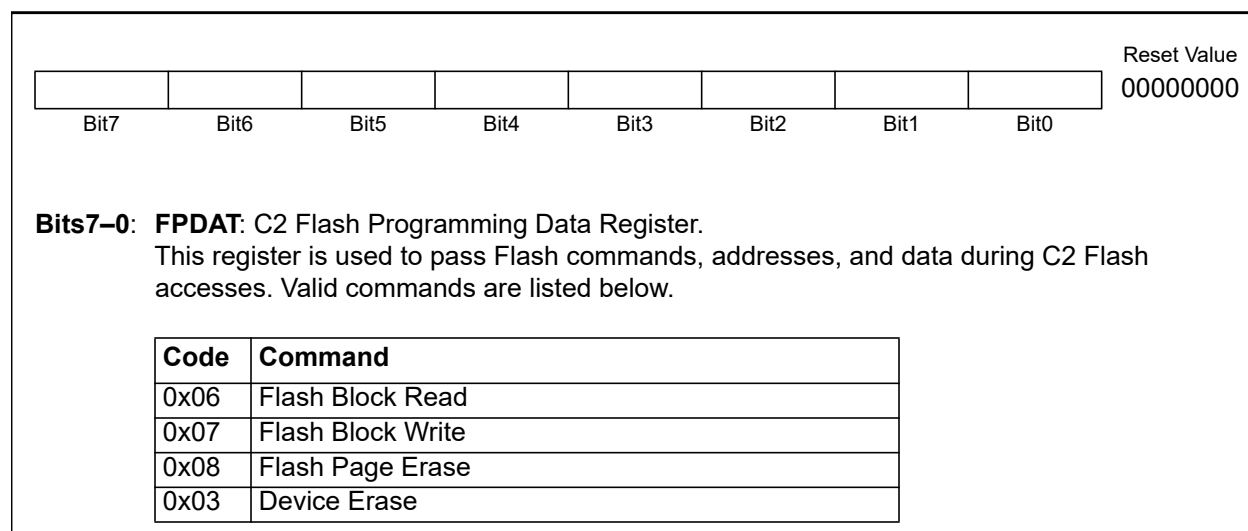 Reset Value
00000000
Bit7 Bit6 Bit5 Bit4 Bit3 Bit2 Bit1 Bit0
Bits7–0: FPDAT: C2 Flash Programming Data Register.
This register is used to pass Flash commands, addresses, and data during C2 Flash
accesses. Valid commands are listed below.
Code Command
0x06 Flash Block Read
0x07 Flash Block Write
0x08 Flash Page Erase
0x03 Device Erase